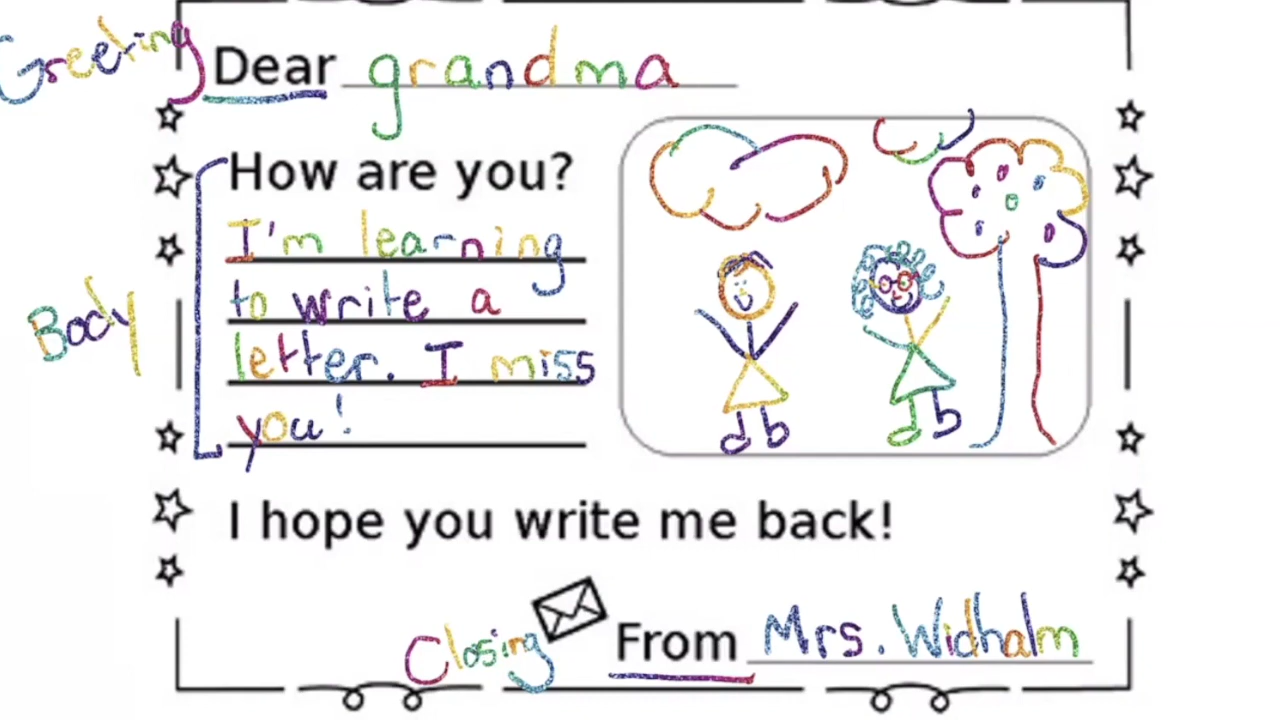 Greeting
Dear grandma
How are you?
I'm learning
to write a
letter. I miss
you!
Body
I hope you write me back!
Closing
From Mrs. Widhalm